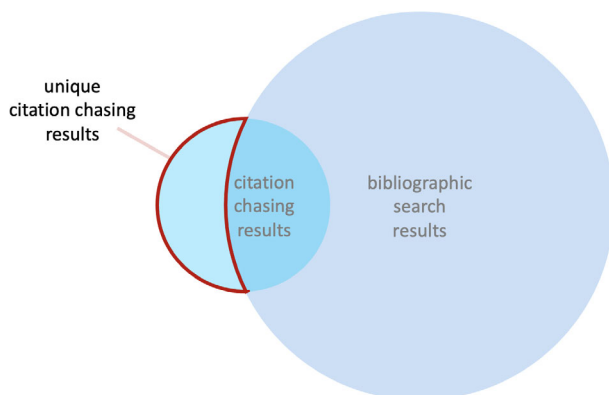 unique
citation chasing
results
citation
chasing
results
bibliographic
search
results